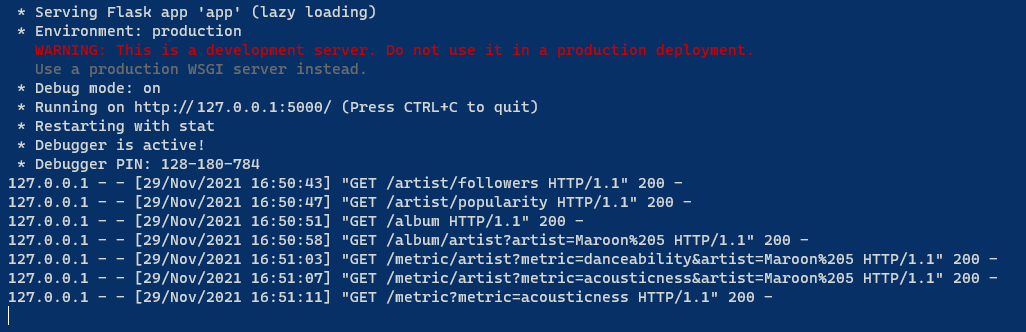 * Serving Flask app 'app' (lazy loading)
* Environment: production
WARNING: This is a development server. Do not use it in a production deployment.
Use a production WSGI server instead.
* Debug mode: on
* Running on http://127.0.0.1:5000/ (Press CTRL+C to quit)
* Restarting with stat
* Debugger is active!
* Debugger PIN: 128-180-784
127.0.0.1 - - [29/Nov/2021 16:50:43] "GET /artist/followers HTTP/1.1" 200 -
127.0.0.1 - - [29/Nov/2021 16:50:47] "GET /artist/popularity HTTP/1.1" 200 -
127.0.0.1 - - [29/Nov/2021 16:50:51] "GET /album HTTP/1.1" 200 -
127.0.0.1 - - [29/Nov/2021 16:50:58] "GET /album/artist?artist=Maroon%205 HTTP/1.1" 200 -
127.0.0.1 - - [29/Nov/2021 16:51:03] "GET /metric/artist?metric=danceability&artist=Maroon%205 HTTP/1.1" 200 -
127.0.0.1 - - [29/Nov/2021 16:51:07] "GET /metric/artist?metric=acousticness&artist=Maroon%205 HTTP/1.1" 200 -
127.0.0.1 - - [29/Nov/2021 16:51:11] "GET /metric?metric=acousticness HTTP/1.1" 200 -